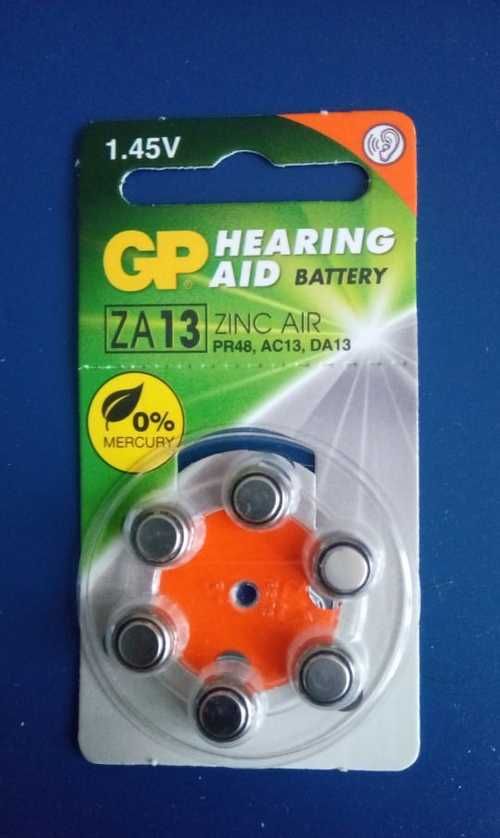 1.45V
GP HEARING
AID BATTERY
ZA13 ZINC AIR
PR48, AC13, DA13
0%
MERCURY